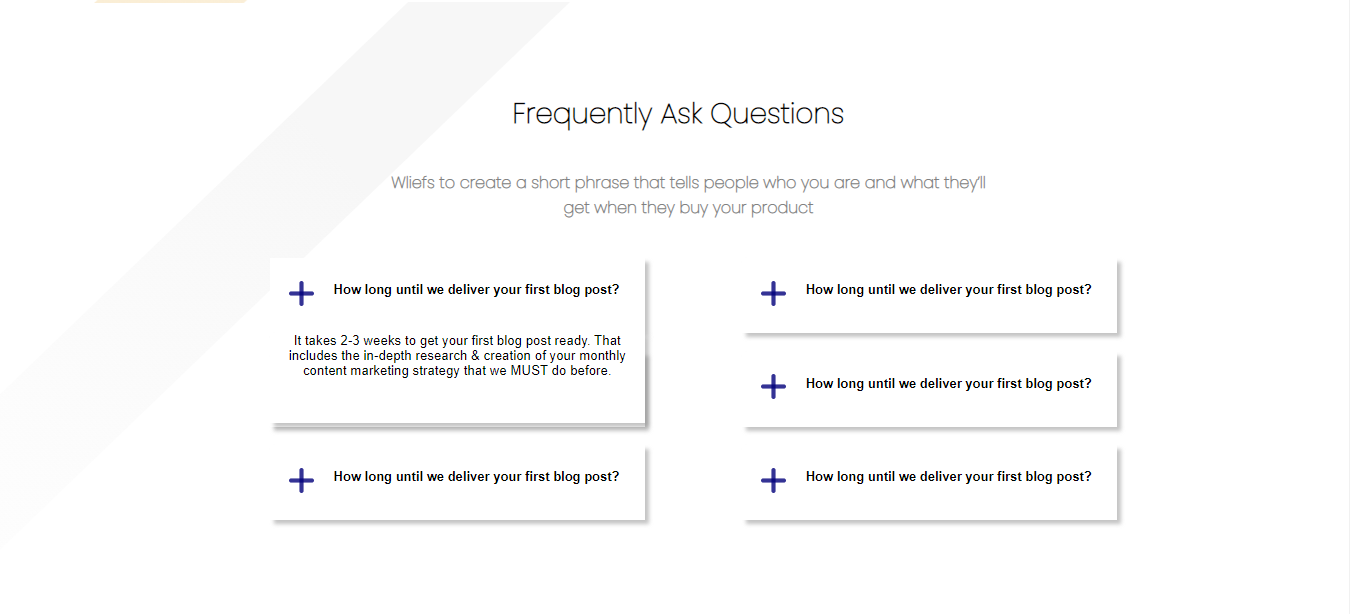 Frequently Ask Questions
Wliefs to create a short phrase that tells people who you are and what they'll
get when they buy your product
How long until we deliver your first blog post?
It takes 2-3 weeks to get your first blog post ready. That
includes the in-depth research & creation of your monthly
content marketing strategy that we MUST do before.
How long until we deliver your first blog post?
How long until we deliver your first blog post?
How long until we deliver your first blog post?
How long until we deliver your first blog post?